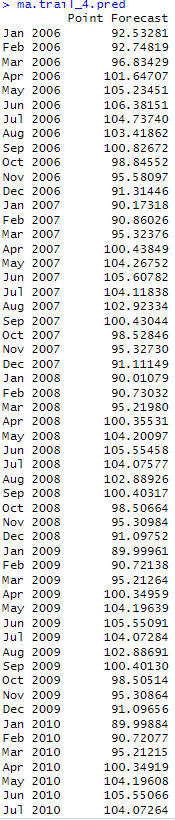 > ma.trail_4.pred
Point Forecast
Jan 2006 92.53281
Feb 2006 92.74819
Mar 2006 96.83429
Apr 2006 101.64707
May 2006 105.23451
Jun 2006 106.38151
Jul 2006 104.73740
Aug 2006 103.41862
Sep 2006 100.82672
Oct 2006 98.84552
Nov 2006 95.58097
Dec 2006 91.31446
Jan 2007 90.17318
Feb 2007 90.86026
Mar 2007 95.32376
Apr 2007 100.43849
May 2007 104.26752
Jun 2007 105.60782
Jul 2007 104.11838
Aug 2007 102.92334
Sep 2007 100.43044
Oct 2007 98.52846
Nov 2007 95.32730
Dec 2007 91.11149
Jan 2008 90.01079
Feb 2008 90.73032
Mar 2008 95.21980
Apr 2008 100.35531
May 2008 104.20097
Jun 2008 105.55458
Jul 2008 104.07577
Aug 2008 102.88926
Sep 2008 100.40317
Oct 2008 98.50664
Nov 2008 95.30984
Dec 2008 91.09752
Jan 2009 89.99961
Feb 2009 90.72138
Mar 2009 95.21264
Apr 2009 100.34959
May 2009 104.19639
Jun 2009 105.55091
Jul 2009 104.07284
Aug 2009 102.88691
Sep 2009 100.40130
Oct 2009 98.50514
Nov 2009 95.30864
Dec 2009 91.09656
Jan 2010 89.99884
Feb 2010 90.72077
Mar 2010 95.21215
Apr 2010 100.34919
May 2010 104.19608
Jun 2010 105.55066
Jul 2010 104.07264